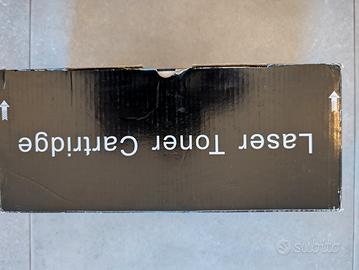 Laser Toner Cartridge
subito